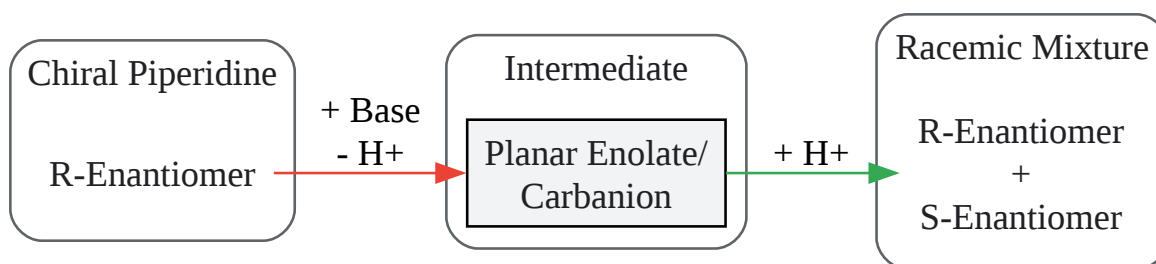 Chiral Piperidine
R-Enantiomer
+ Base
- H+
Intermediate
Planar Enolate/
Carbanion
+ H+
Racemic Mixture
R-Enantiomer
+
S-Enantiomer